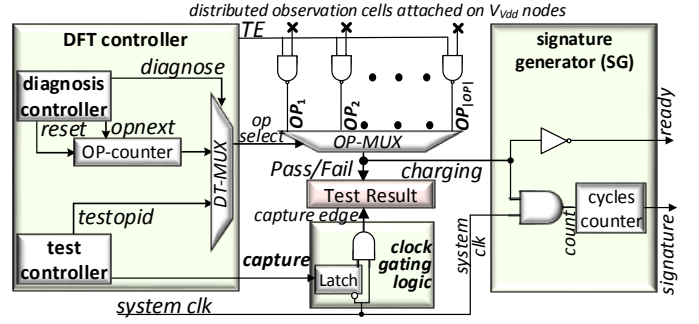 distributed observation cells attached on VVdd nodes
DFT controller
TE
signature
generator (SG)
diagnosis
controller
diagnose
reset
opnext
OP-counter
DT-MUX
op
select
OP1
OP2
OP|OP|
OP-MUX
Pass/Fail
charging
ready
Test Result
testopid
capture edge
system
clk
count
cycles
counter
signature
test
controller
capture
Latch
clock
gating
logic
system clk